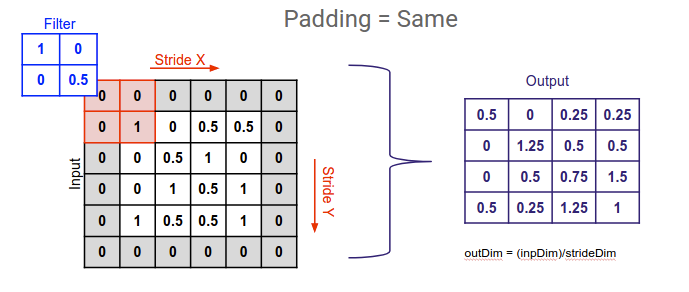 Padding = Same
Filter
1 0
0 0.5
Stride X
Input
0 0 0 0 0 0
0 1 0 0.5 0.5 0
0 0 0.5 1 0 0
0 0 1 0.5 1 0
0 1 0.5 0.5 1 0
0 0 0 0 0 0
Stride Y
Output
0.5 0 0.25 0.25
0 1.25 0.5 0.5
0 0.5 0.75 1.5
0.5 0.25 1.25 1
outDim = (inpDim)/strideDim